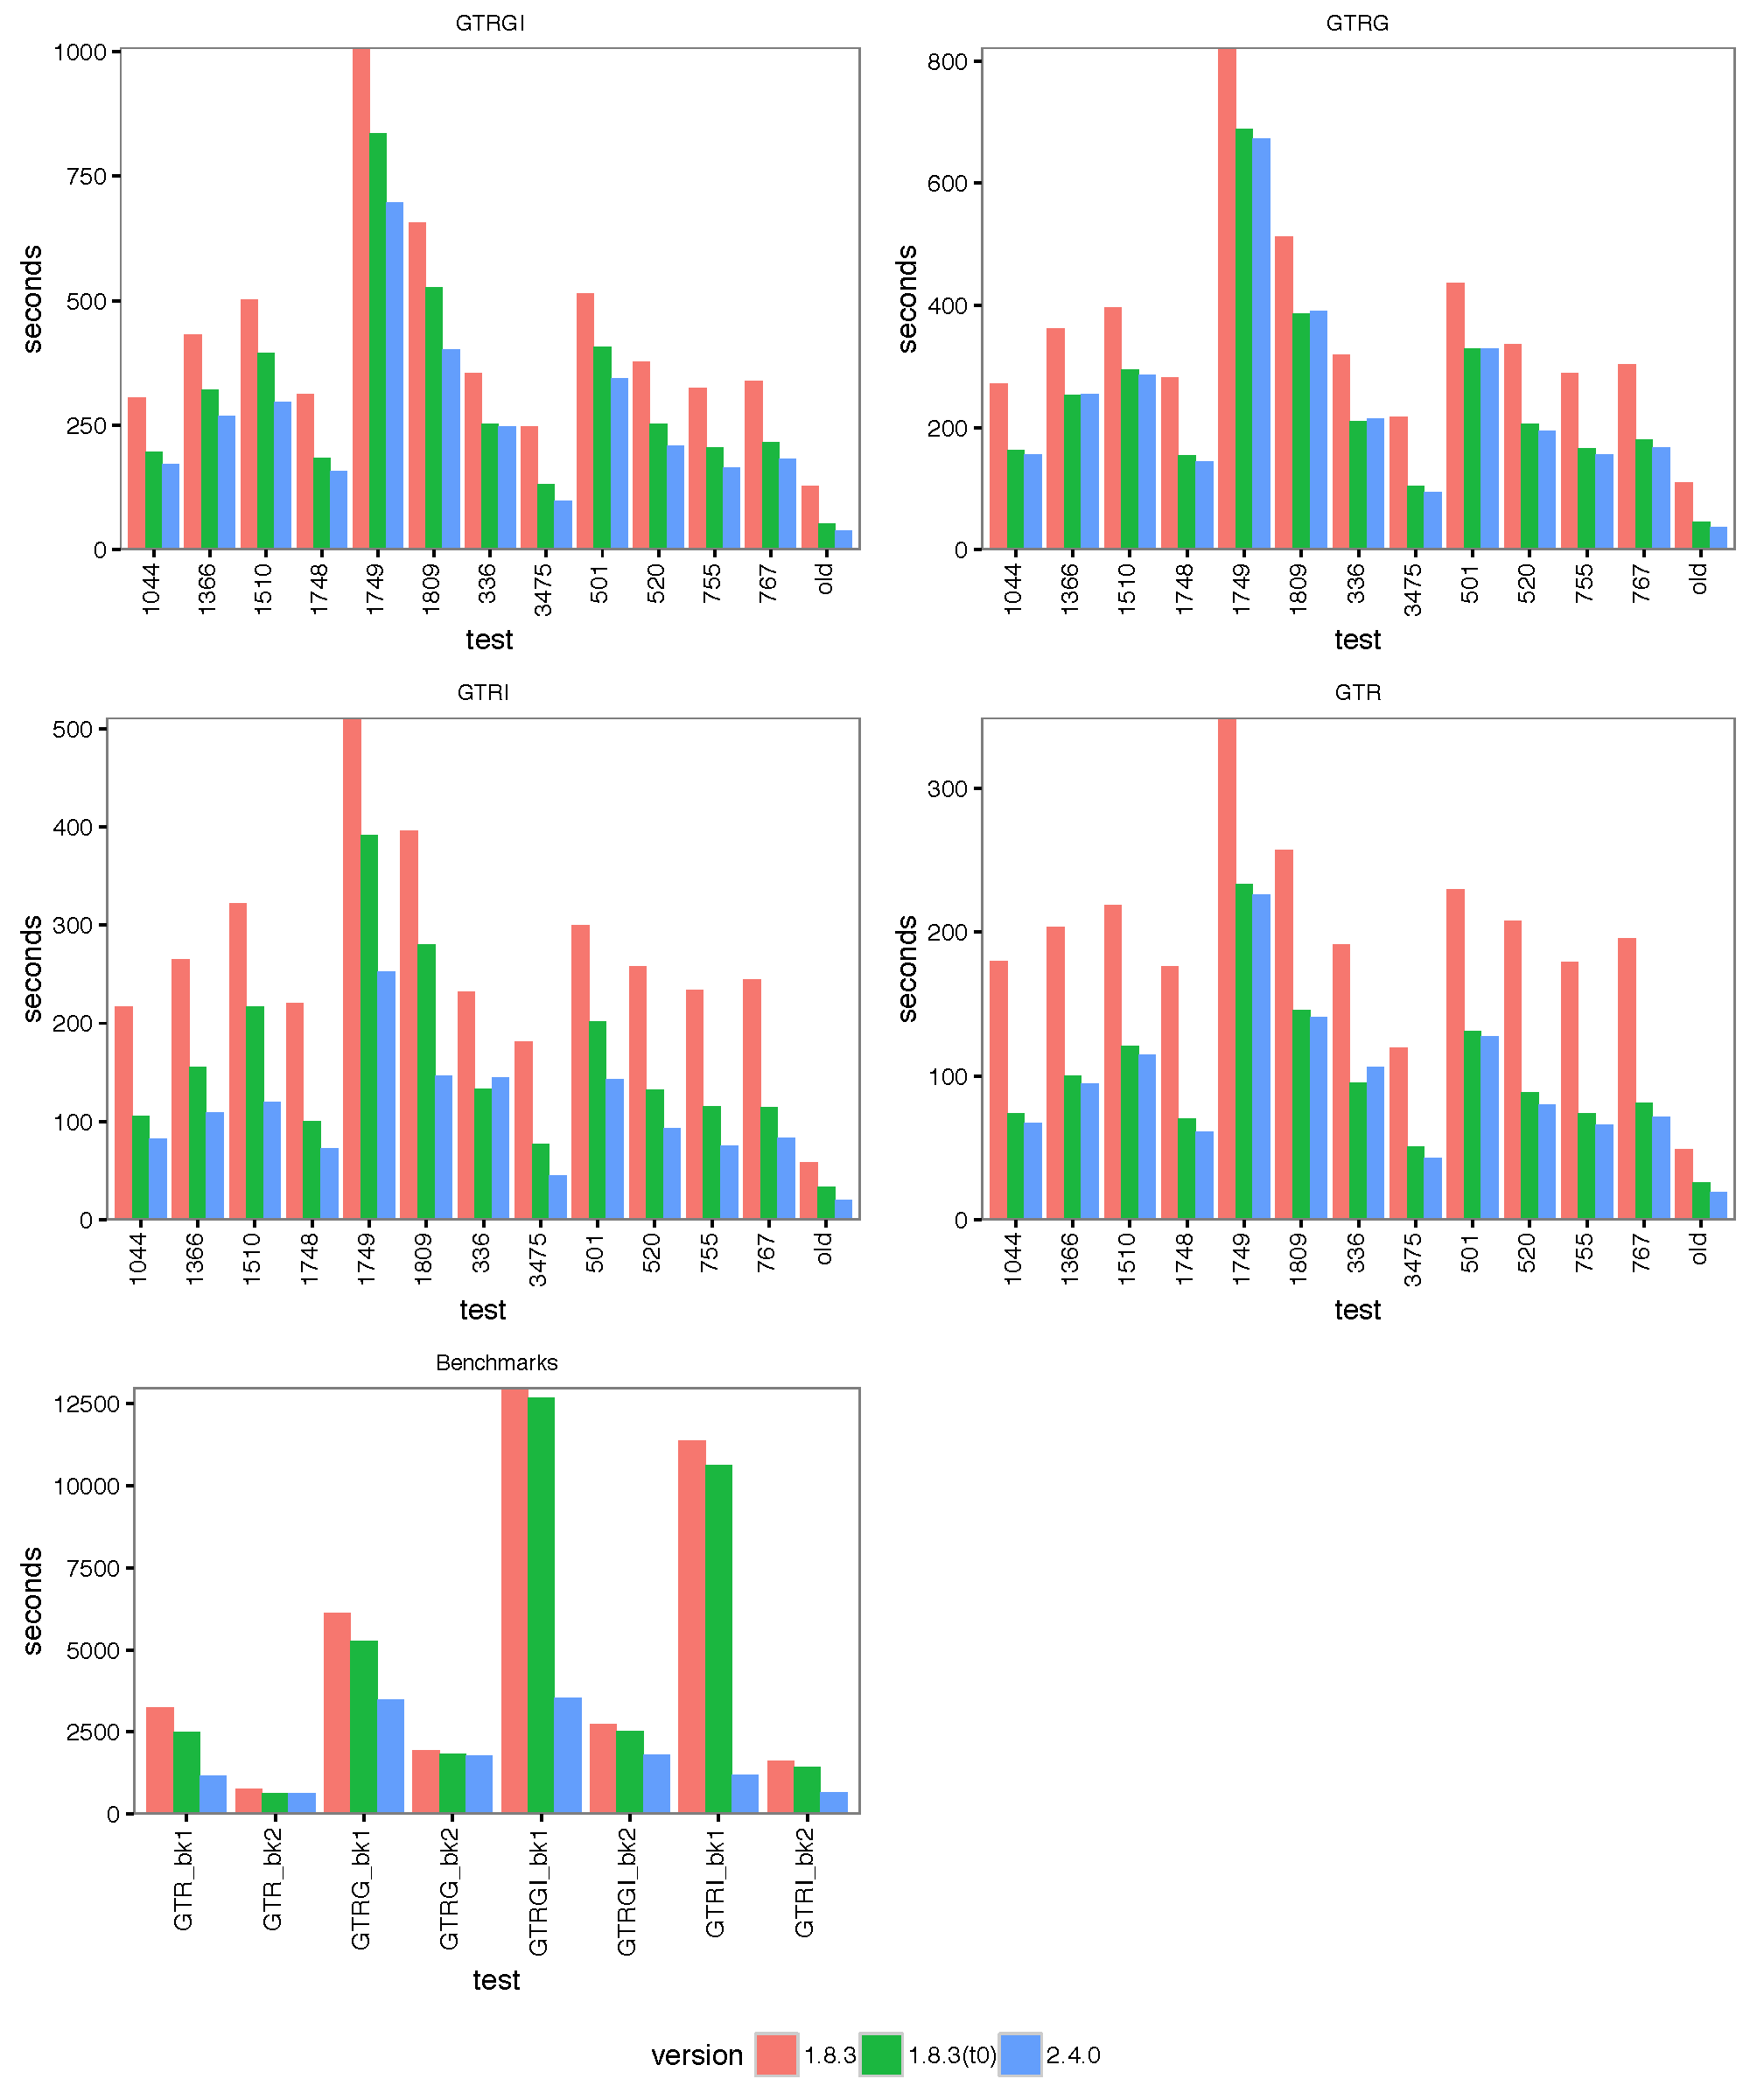 GTRGI
1000
750
500
250
0
seconds
1044
1366
1510
1748
1749
1809
336
3475
501
520
755
767
old
test
GTRG
800
600
400
200
0
seconds
1044
1366
1510
1748
1749
1809
336
3475
501
520
755
767
old
test
GTRI
500
400
300
200
100
0
seconds
1044
1366
1510
1748
1749
1809
336
3475
501
520
755
767
old
test
GTR
300
200
100
0
seconds
1044
1366
1510
1748
1749
1809
336
3475
501
520
755
767
old
test
Benchmarks
12500
10000
7500
5000
2500
0
seconds
GTR_bk1
GTR_bk2
GTRG_bk1
GTRG_bk2
GTRGI_bk1
GTRGI_bk2
GTRI_bk1
GTRI_bk2
test
version 1.8.3 1.8.3(t0) 2.4.0